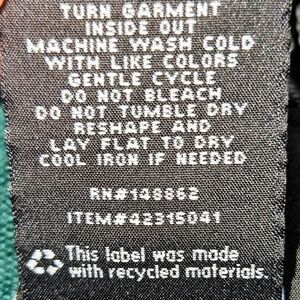 TURN GARMENT
INSIDE OUT
MACHINE WASH COLD
WITH LIKE COLORS
GENTLE CYCLE
DO NOT BLEACH
DO NOT TUMBLE DRY
RESHAPE AND
LAY FLAT TO DRY
COOL IRON IF NEEDED
RN#148862
ITEM#42315041
This label was made
with recycled materials.